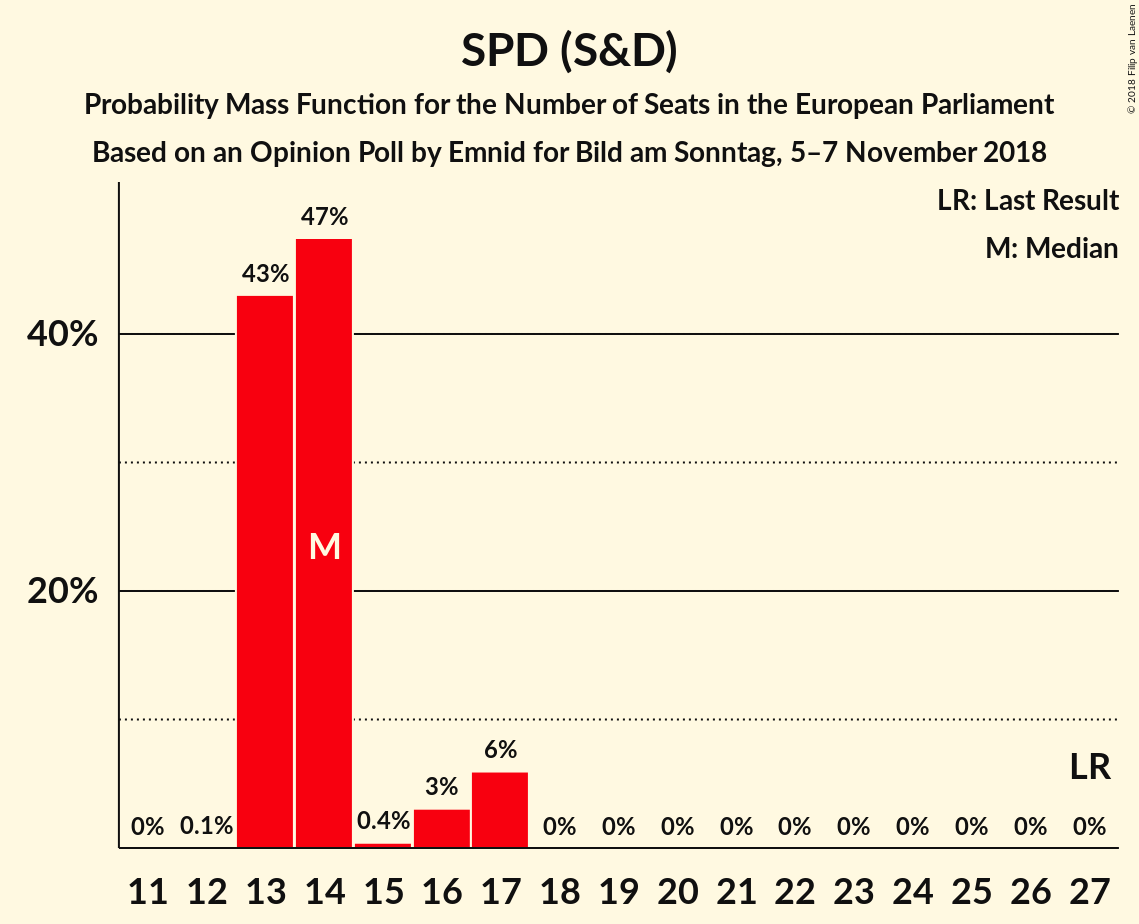 SPD (S&D)
Probability Mass Function for the Number of Seats in the European Parliament
Based on an Opinion Poll by Emnid for Bild am Sonntag, 5–7 November 2018
© 2018 Filip van Laenen
LR: Last Result
M: Median
47%
43%
40%
M
20%
6%
3%
LR
0% 0.1% 0.4% 0% 0% 0% 0% 0% 0% 0% 0% 0% 0%
11 12 13 14 15 16 17 18 19 20 21 22 23 24 25 26 27